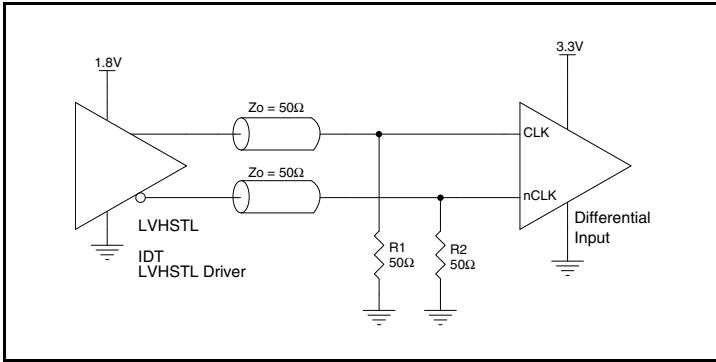 3.3V
1.8V
Zo = 50Ω
CLK
Zo = 50Ω
nCLK
LVHSTL
IDT
LVHSTL Driver
R1
50Ω
R2
50Ω
Differential
Input